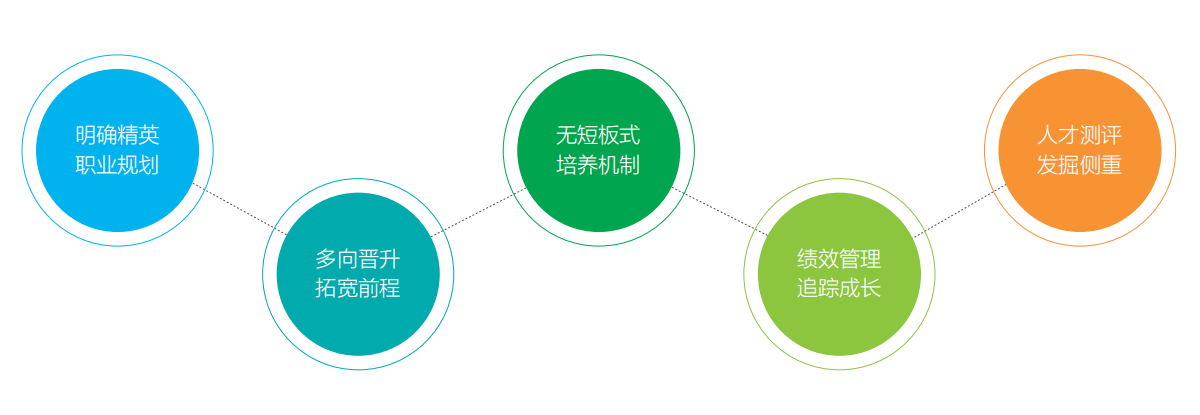 明确精英
职业规划
多向晋升
拓宽前程
无短板式
培养机制
绩效管理
追踪成长
人才测评
发掘侧重